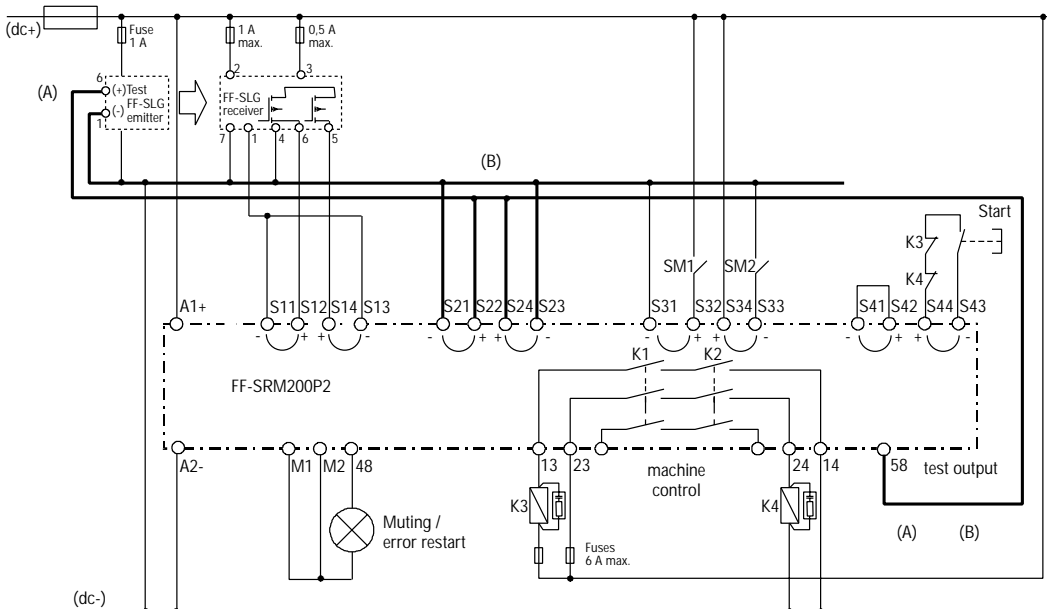 (dc+)
Fuse
1 A
1 A
max.
0,5 A
max.
(A)
6
(+)Test
FF-SLG
(-)
emitter
1
2
3
FF-SLG
receiver
7
1
4
6
5
(B)
Start
K3
K4
SM1
SM2
A1+
S11
S12
S14
S13
S21
S22
S24
S23
S31
S32
S34
S33
S41
S42
S44
S43
- + + -
- + + -
- + + -
- + + -
K1
K2
FF-SRM200P2
A2-
M1
M2
48
13
23
machine
control
24
14
58
test output
K3
K4
Muting /
error restart
Fuses
6 A max.
(A)
(B)
(dc-)